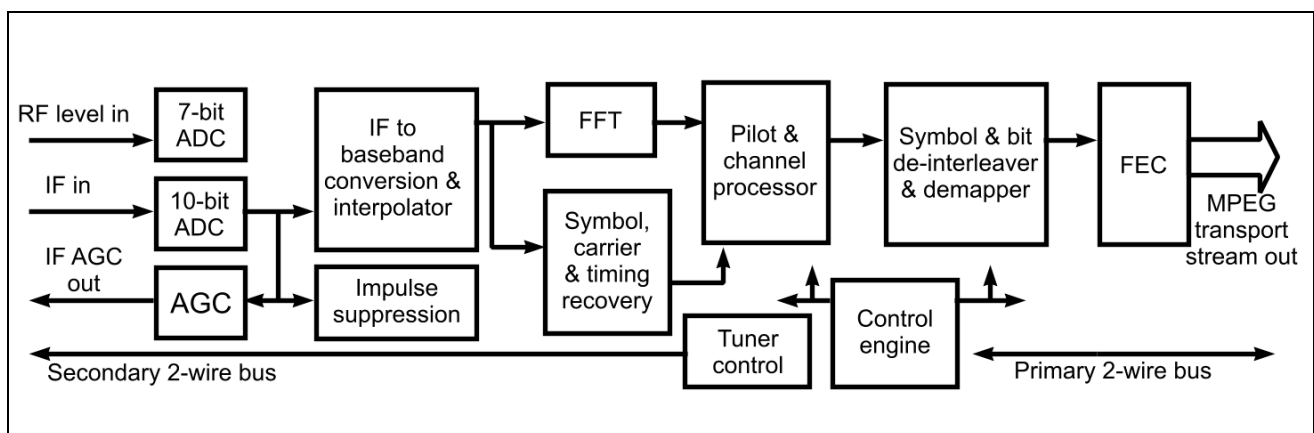 RF level in
7-bit
ADC
IF in
10-bit
ADC
IF AGC
out
AGC
IF to
baseband
conversion &
interpolator
Impulse
suppression
FFT
Symbol,
carrier
& timing
recovery
Pilot &
channel
processor
Symbol & bit
de-interleaver
& demapper
FEC
MPEG
transport
stream out
Tuner
control
Control
engine
Secondary 2-wire bus
Primary 2-wire bus